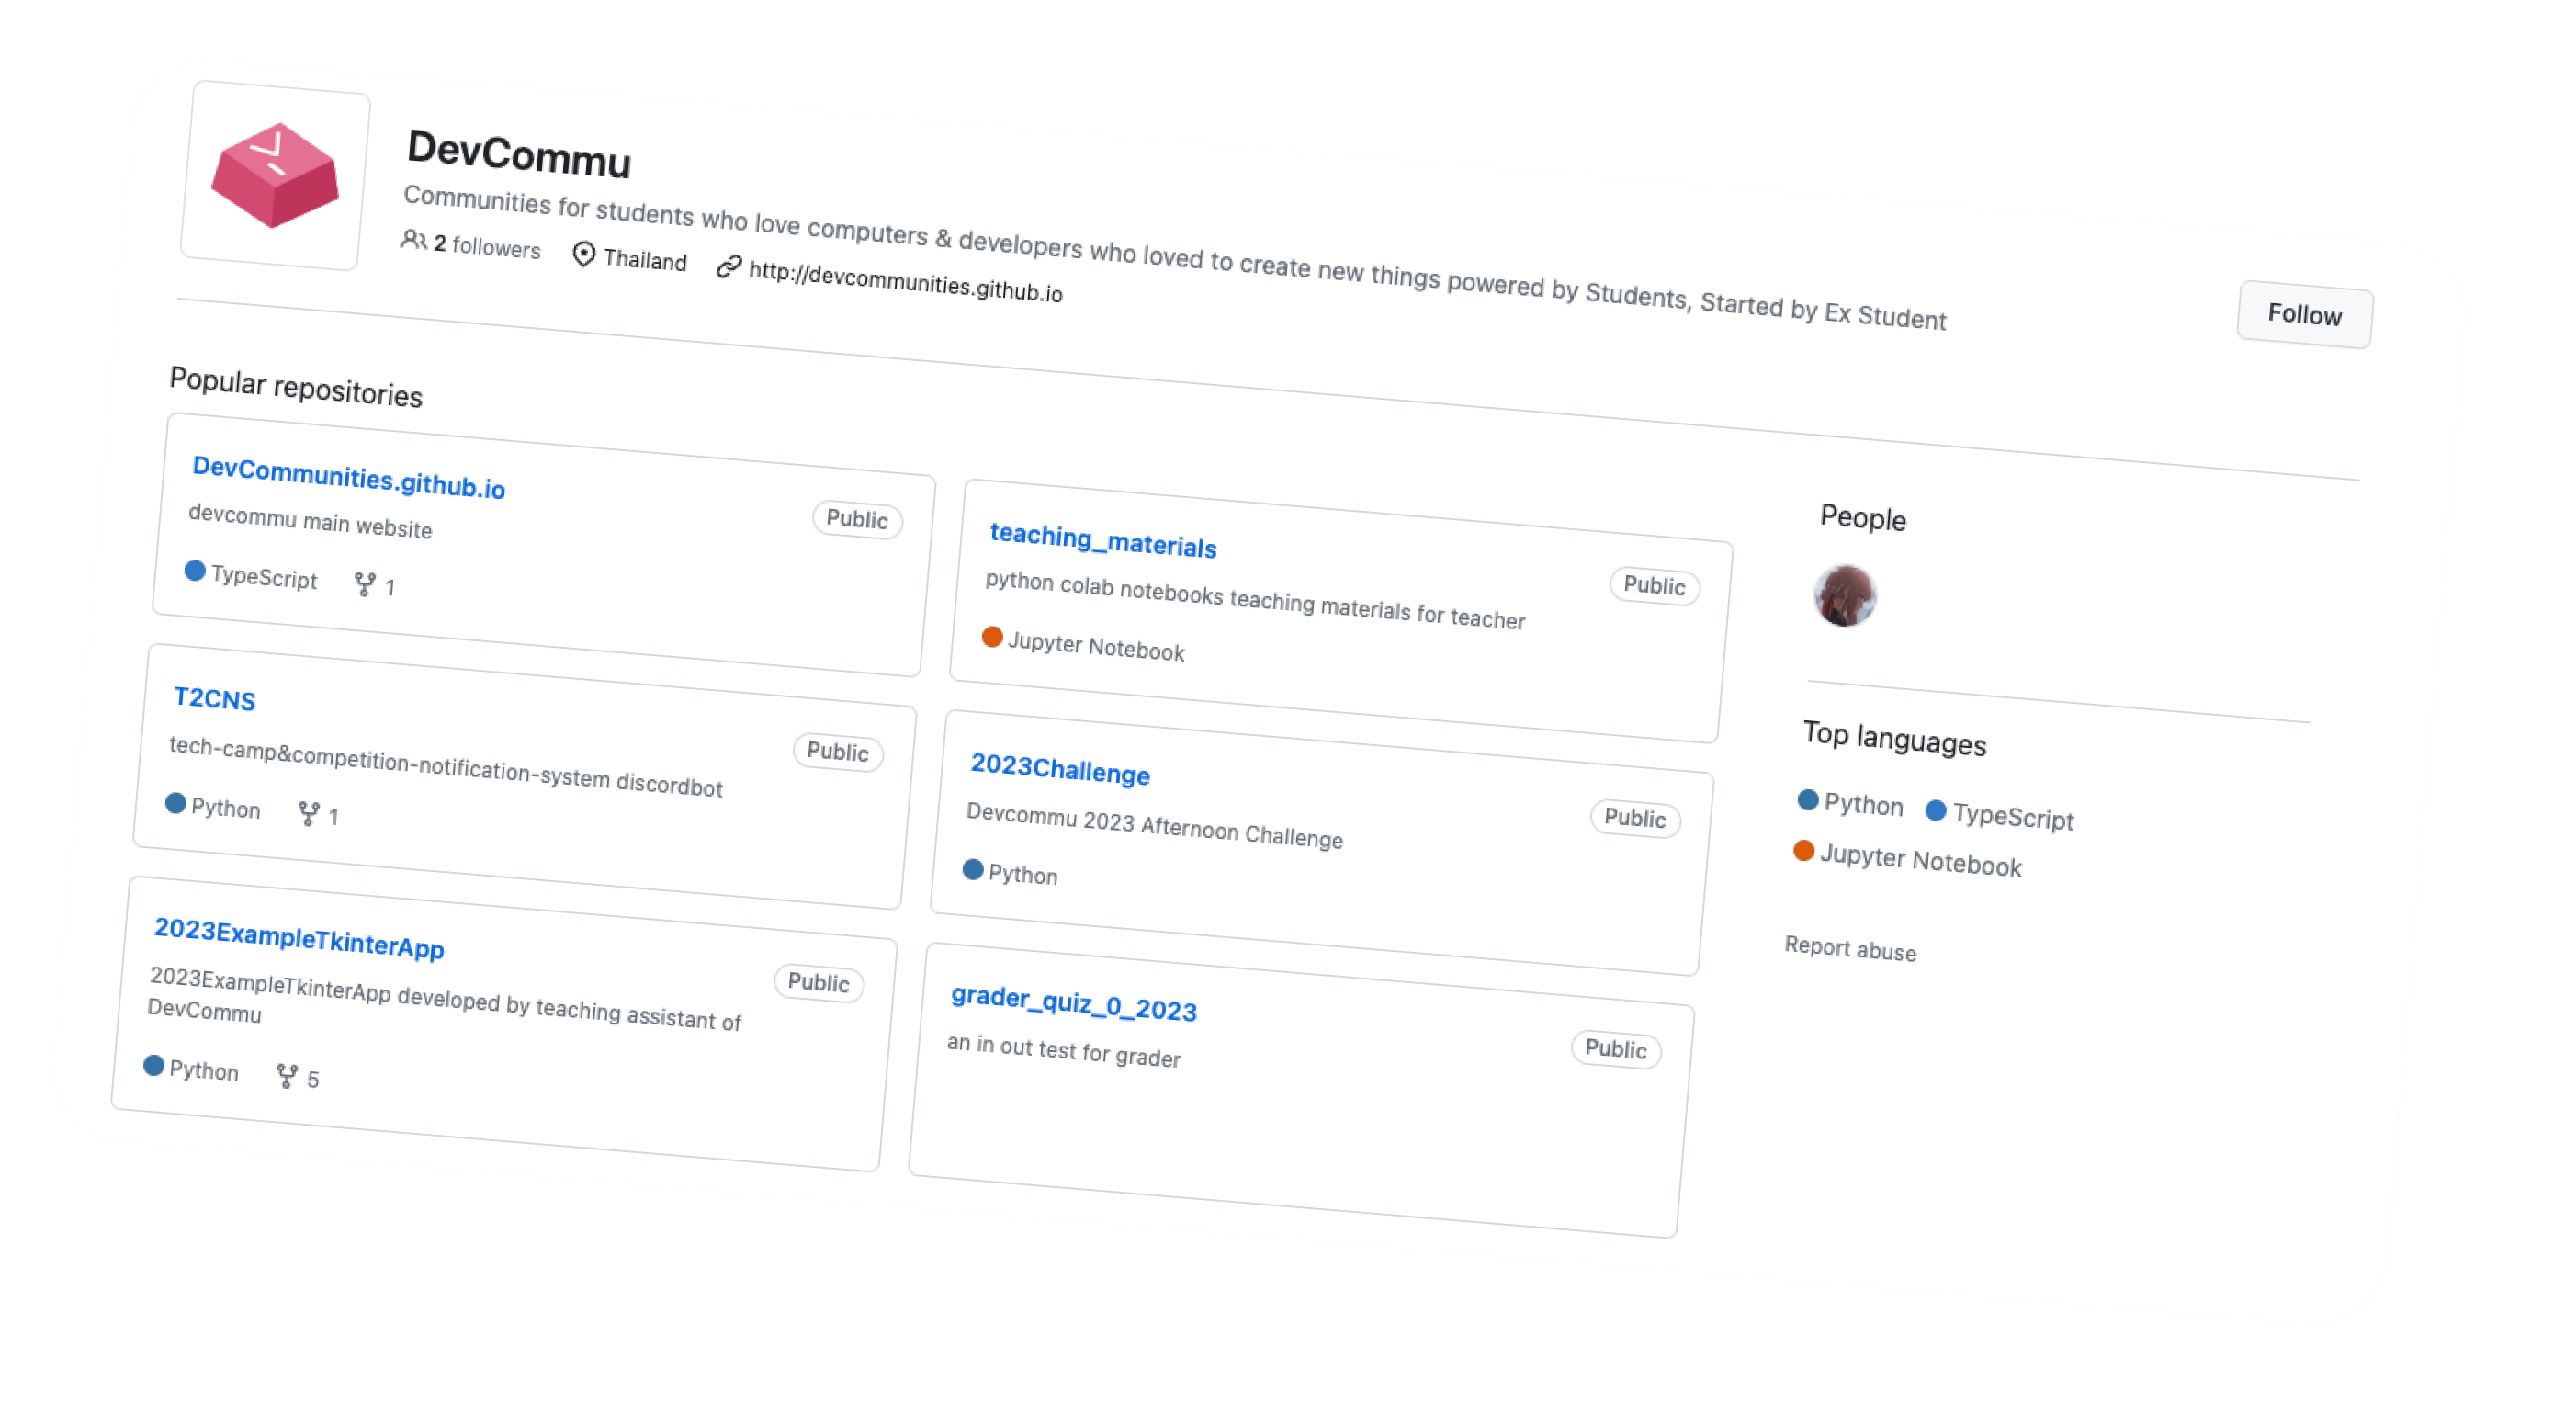 DevCommu
Communities for students who love computers & developers who loved to create new things powered by Students, Started by Ex Student
2 followers Thailand http://devcommunities.github.io
Follow
Popular repositories
DevCommunities.github.io
Public
devcommu main website
TypeScript 1
teaching_materials
Public
python colab notebooks teaching materials for teacher
Jupyter Notebook
T2CNS
Public
tech-camp&competition-notification-system discordbot
Python 1
2023Challenge
Public
Devcommu 2023 Afternoon Challenge
Python
2023ExampleTkinterApp
Public
2023ExampleTkinterApp developed by teaching assistant of
DevCommu
Python 5
grader_quiz_0_2023
Public
an in out test for grader
People
Top languages
Python TypeScript
Jupyter Notebook
Report abuse